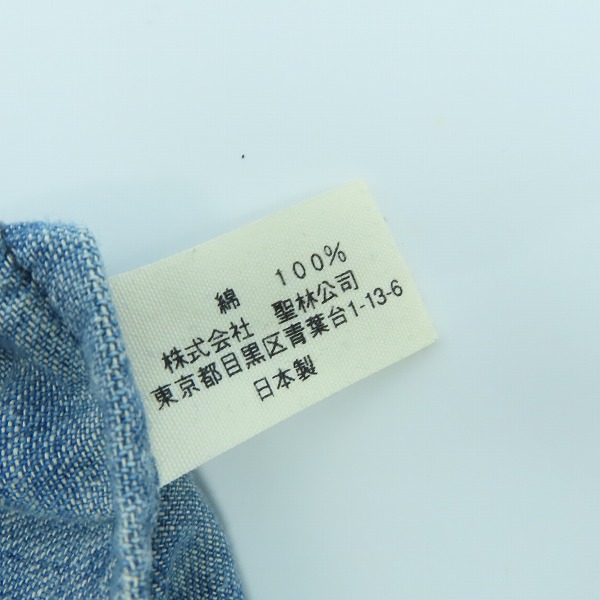 綿 100%
株式会社 聖林公司
東京都目黒区青葉台1-13-6
日本製